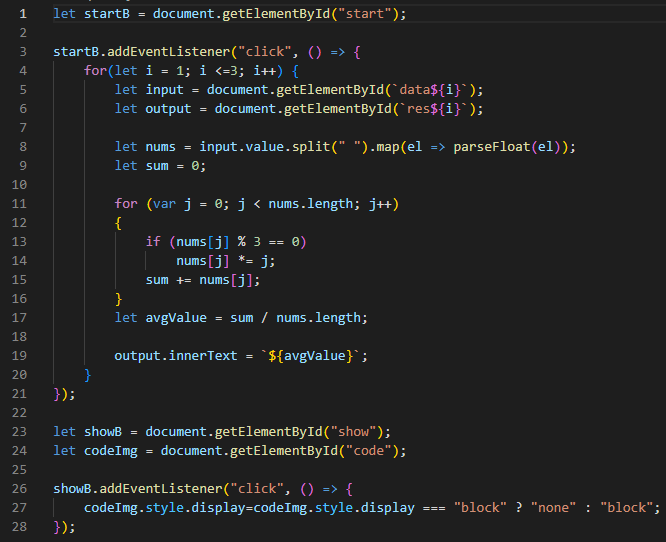 1 let startB = document.getElementById("start");
2
3 startB.addEventListener("click", () => {
4     for(let i = 1; i <=3; i++) {
5         let input = document.getElementById(`data${i}`);
6         let output = document.getElementById(`res${i}`);
7
8         let nums = input.value.split(" ").map(el => parseFloat(el));
9         let sum = 0;
10
11         for (var j = 0; j < nums.length; j++)
12         {
13             if (nums[j] % 3 == 0)
14                 nums[j] *= j;
15             sum += nums[j];
16         }
17         let avgValue = sum / nums.length;
18
19         output.innerText = `${avgValue}`;
20     }
21 });
22
23 let showB = document.getElementById("show");
24 let codeImg = document.getElementById("code");
25
26 showB.addEventListener("click", () => {
27     codeImg.style.display=codeImg.style.display === "block" ? "none" : "block";
28 });